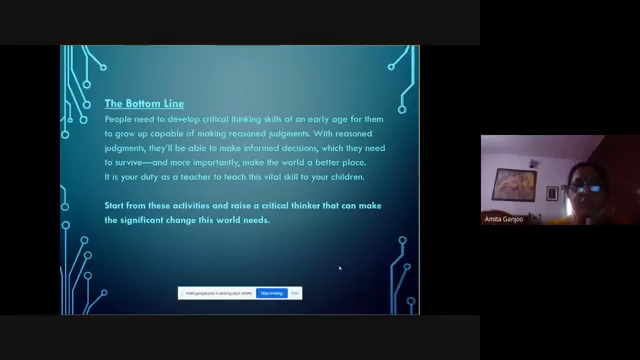 The Bottom Line
People need to develop critical thinking skills at an early age for them
to grow up capable of making reasoned judgments. With reasoned
judgments, they'll be able to make informed decisions, which they need
to survive—and more importantly, make the world a better place.
It is your duty as a teacher to teach this vital skill to your children.
Start from these activities and raise a critical thinker that can make
the significant change this world needs.
Stop sharing
Amita Ganjoo